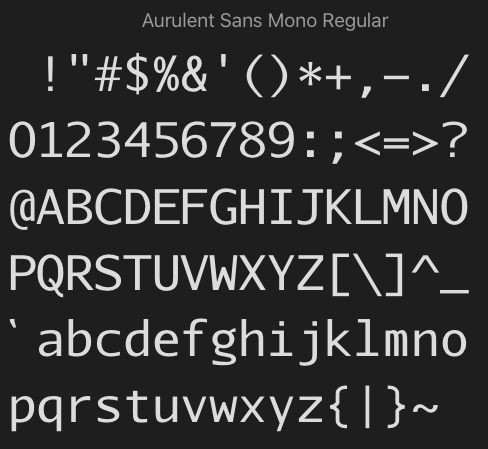 Aurulent Sans Mono Regular
!"#$%&'()*+,-./
0123456789:;<=>?
@ABCDEFGHIJKLMNO
PQRSTUVWXYZ[\]^_
`abcdefghijklmno
pqrstuvwxyz{|}~